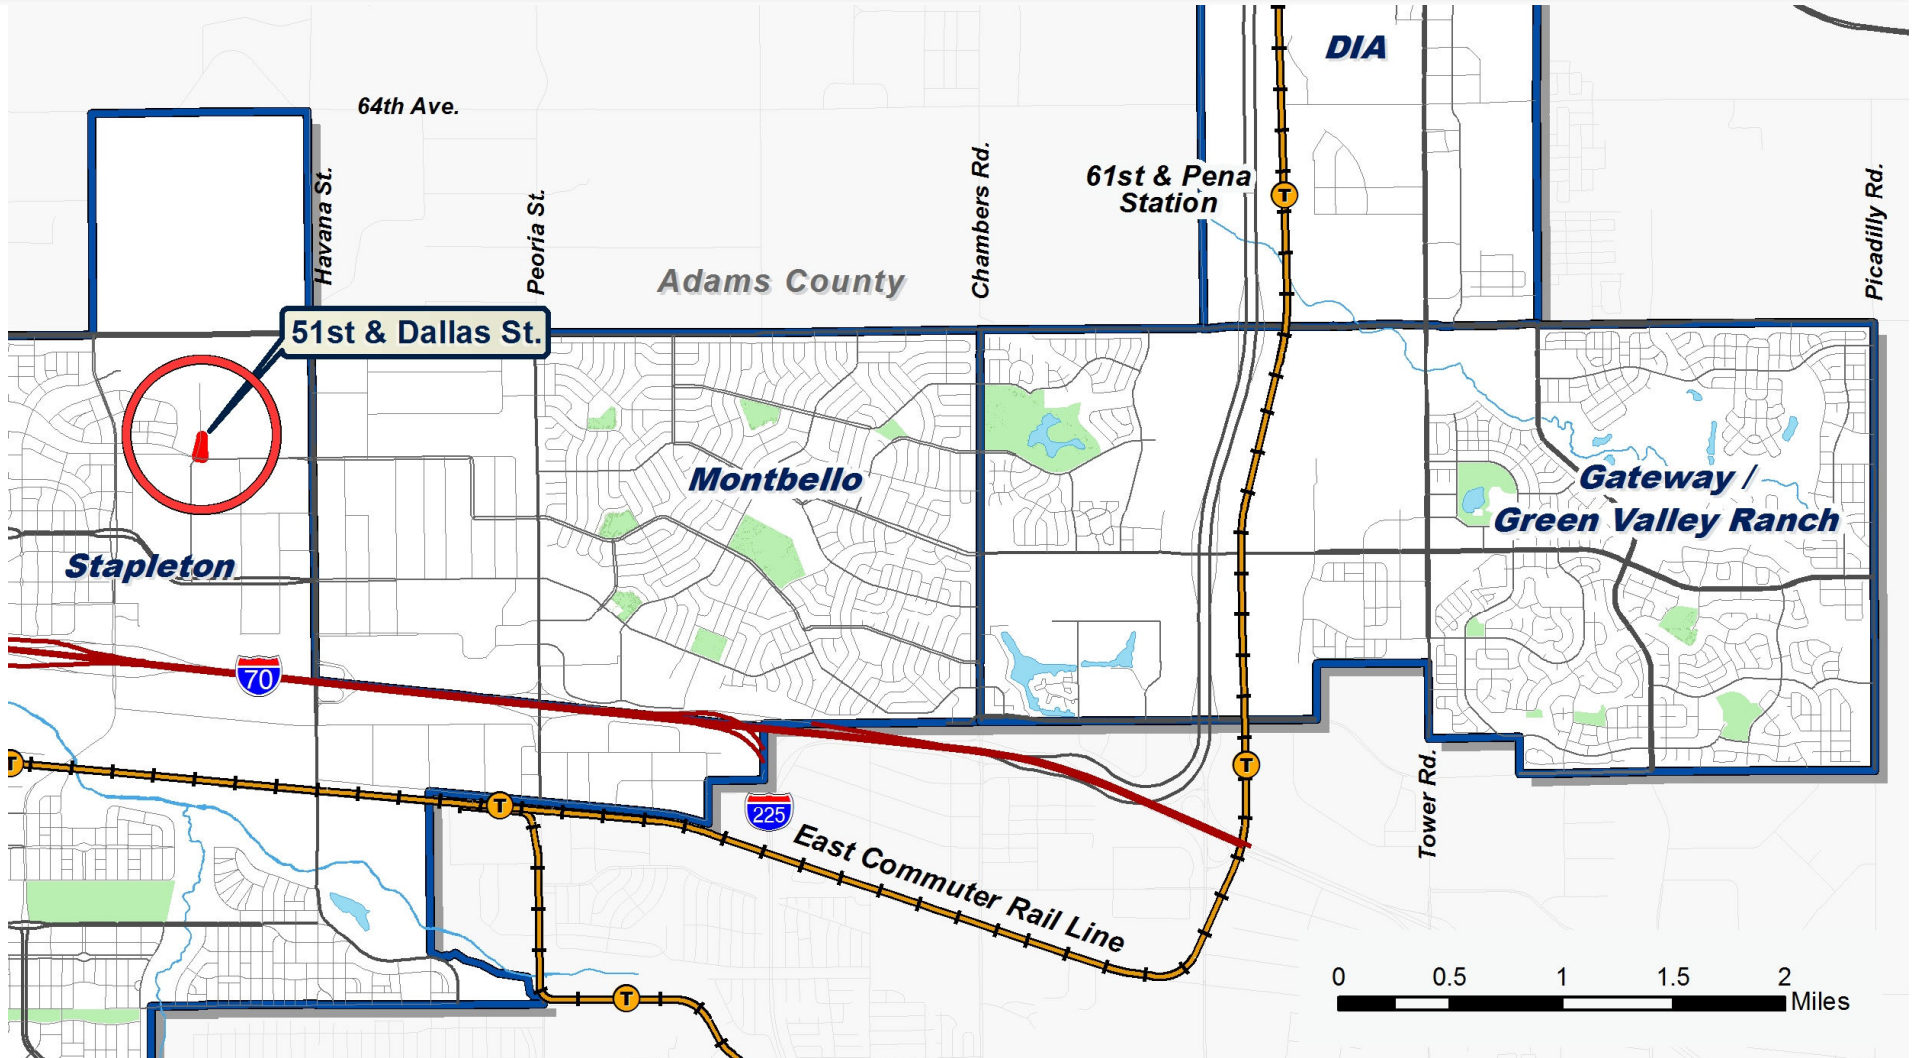 DIA
64th Ave.
Havana St.
Peoria St.
Chambers Rd.
61st & Pena
Station
T
Picadilly Rd.
Adams County
51st & Dallas St.
Montbello
Gateway /
Green Valley Ranch
Stapleton
70
T
T
T
225
East Commuter Rail Line
Tower Rd.
T
0 0.5 1 1.5 2
Miles